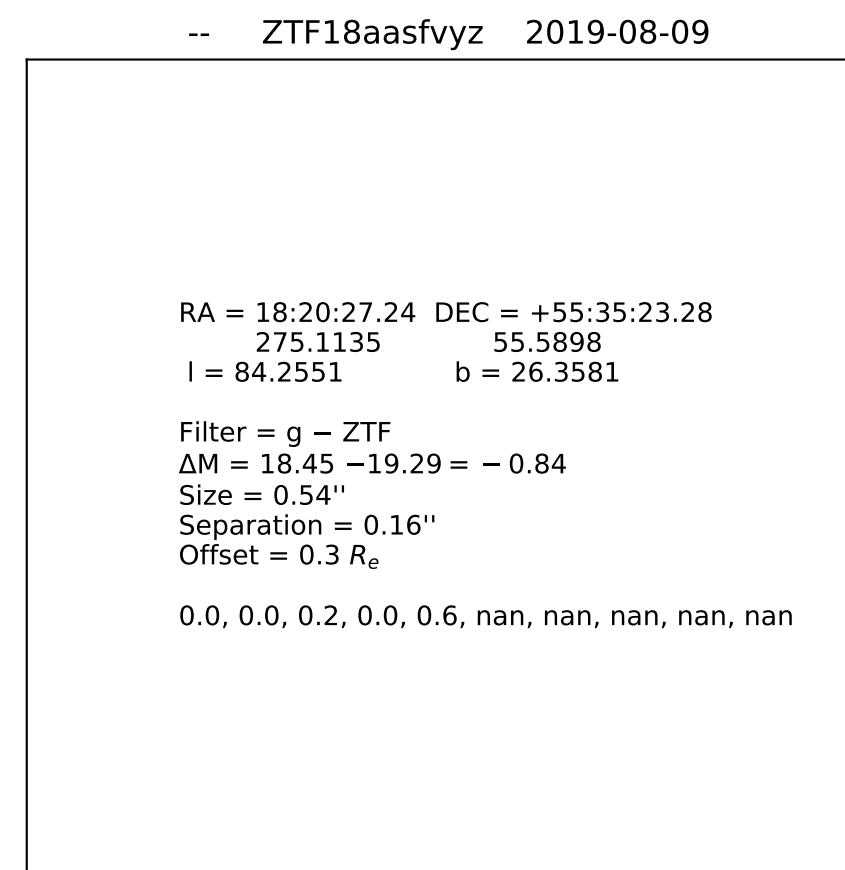 -- ZTF18aasfvyz 2019-08-09
RA = 18:20:27.24 DEC = +55:35:23.28
275.1135 55.5898
l = 84.2551 b = 26.3581
Filter = g − ZTF
ΔM = 18.45 −19.29 = − 0.84
Size = 0.54''
Separation = 0.16''
Offset = 0.3 Re
0.0, 0.0, 0.2, 0.0, 0.6, nan, nan, nan, nan, nan